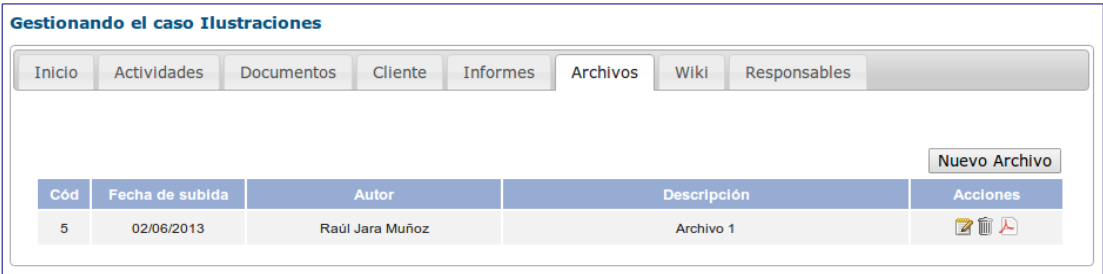 Gestionando el caso Ilustraciones
Inicio Actividades Documentos Cliente Informes Archivos Wiki Responsables
Nuevo Archivo
Cód Fecha de subida Autor Descripción Acciones
5 02/06/2013 Raúl Jara Muñoz Archivo 1